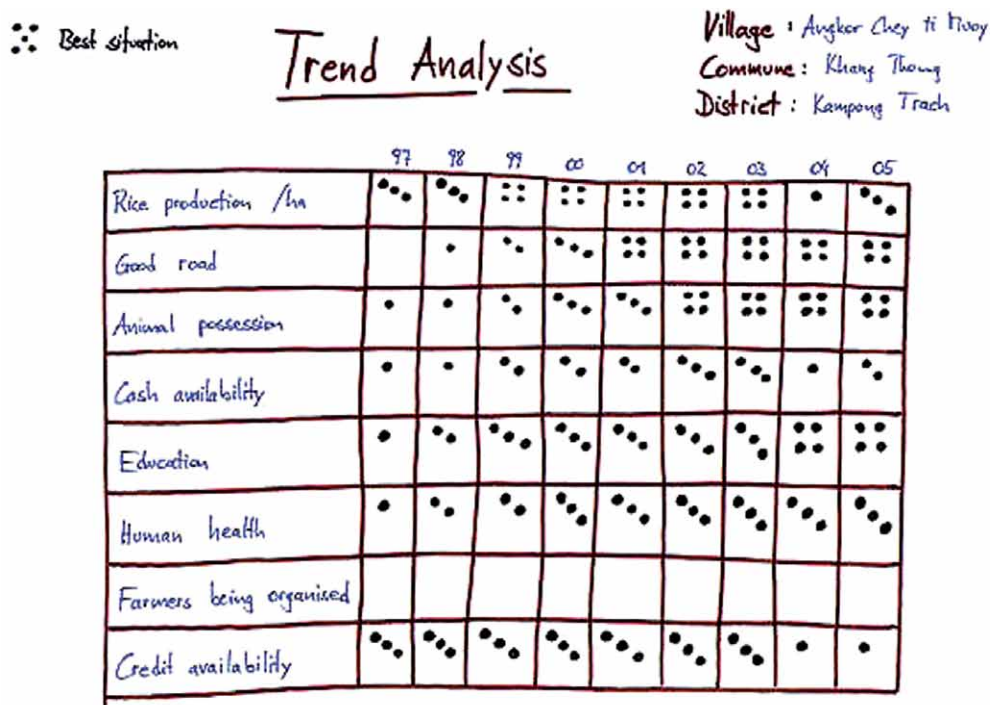 Best situation
Trend Analysis
Village : Angkor Chey ti Muoy
Commune : Khang Thong
District : Kampong Trach
97 98 99 00 01 02 03 04 05
Rice production /ha
Good road
Animal possession
Cash availability
Education
Human health
Farmers being organised
Credit availability